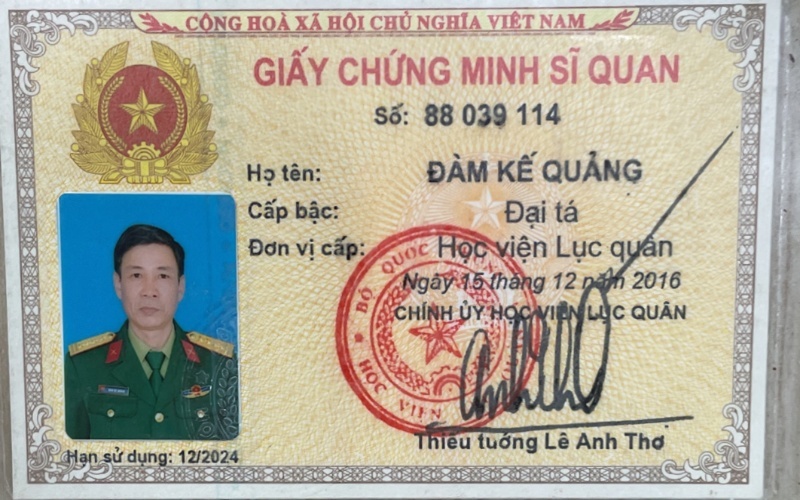 CỘNG HOÀ XÃ HỘI CHỦ NGHĨA VIỆT NAM
GIẤY CHỨNG MINH SĨ QUAN
Số: 88 039 114
Họ tên: ĐÀM KẾ QUẢNG
Cấp bậc: Đại tá
Đơn vị cấp: Học viện Lục quân
Ngày 15 tháng 12 năm 2016
CHÍNH ỦY HỌC VIỆN LỤC QUÂN
BỘ QUỐC
HỌC VIỆN
Thiếu tướng Lê Anh Thơ
Hạn sử dụng: 12/2024